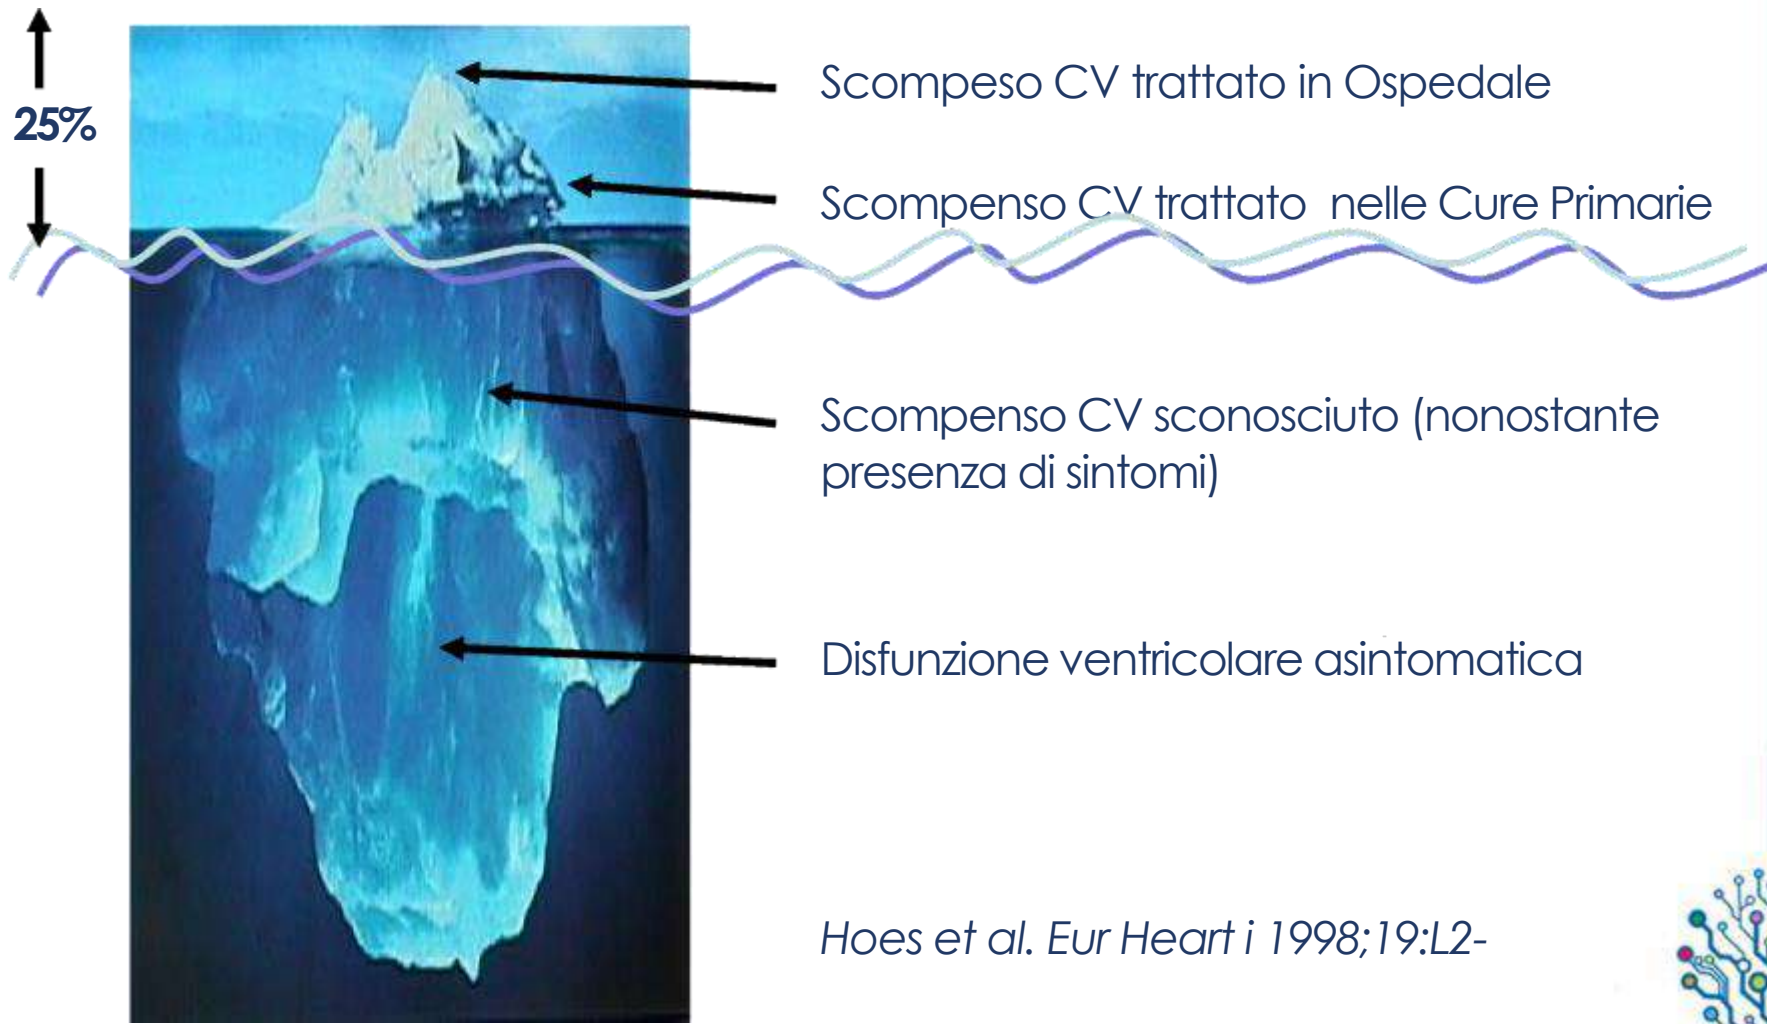 25%
Scompeso CV trattato in Ospedale
Scompenso CV trattato nelle Cure Primarie
Scompenso CV sconosciuto (nonostante
presenza di sintomi)
Disfunzione ventricolare asintomatica
Hoes et al. Eur Heart i 1998;19:L2-